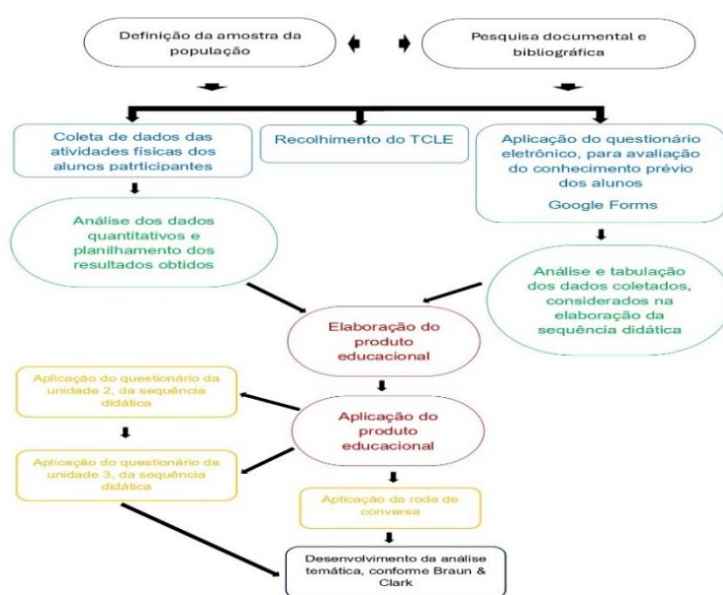 Definição da amostra da
população
Pesquisa documental e
bibliográfica
Coleta de dados das
atividades físicas dos
alunos patrticipantes
Recolhimento do TCLE
Aplicação do questionário
eletrônico, para avaliação
do conhecimento prévio
dos alunos
Google Forms
Análise dos dados
quantitativos e
planilhamento dos
resultados obtidos
Análise e tabulação
dos dados coletados,
considerados na
elaboração da
sequência didática
Elaboração do
produto
educacional
Aplicação do questionário da
unidade 2, da sequência
didática
Aplicação do
produto
educacional
Aplicação do questionário da
unidade 3, da sequência
didática
Aplicação da roda de
conversa
Desenvolvimento da análise
temática, conforme Braun &
Clark